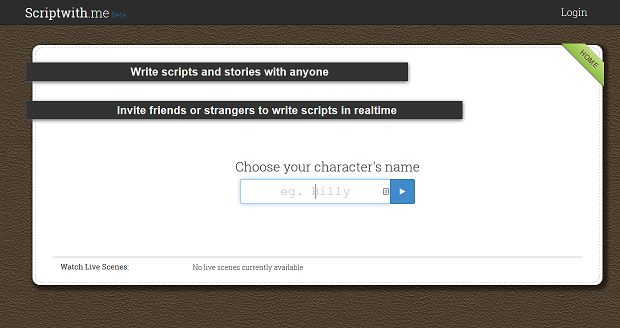 Scriptwith.me beta
Login
HOME
Write scripts and stories with anyone
Invite friends or strangers to write scripts in realtime
Choose your character's name
eg. Billy
Watch Live Scenes: No live scenes currently available